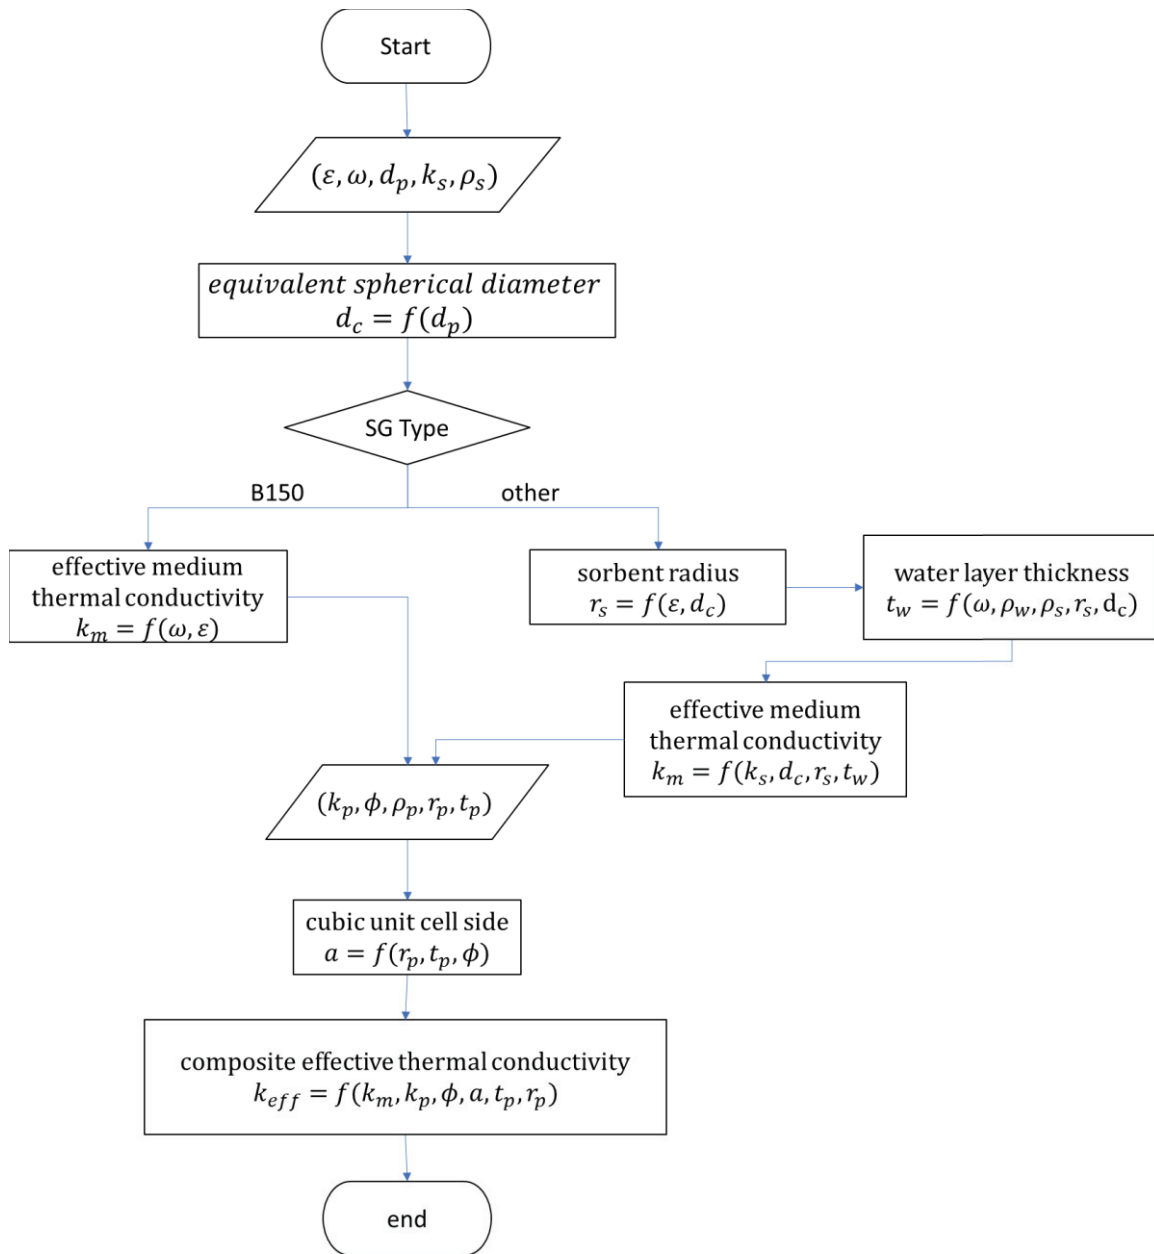 Start
(ε, ω, d_p, k_s, ρ_s)
equivalent spherical diameter
d_c = f(d_p)
SG Type
B150
other
effective medium
thermal conductivity
k_m = f(ω, ε)
sorbent radius
r_s = f(ε, d_c)
water layer thickness
t_w = f(ω, ρ_w, ρ_s, r_s, d_c)
effective medium
thermal conductivity
k_m = f(k_s, d_c, r_s, t_w)
(k_p, ϕ, ρ_p, r_p, t_p)
cubic unit cell side
a = f(r_p, t_p, ϕ)
composite effective thermal conductivity
k_eff = f(k_m, k_p, ϕ, a, t_p, r_p)
end